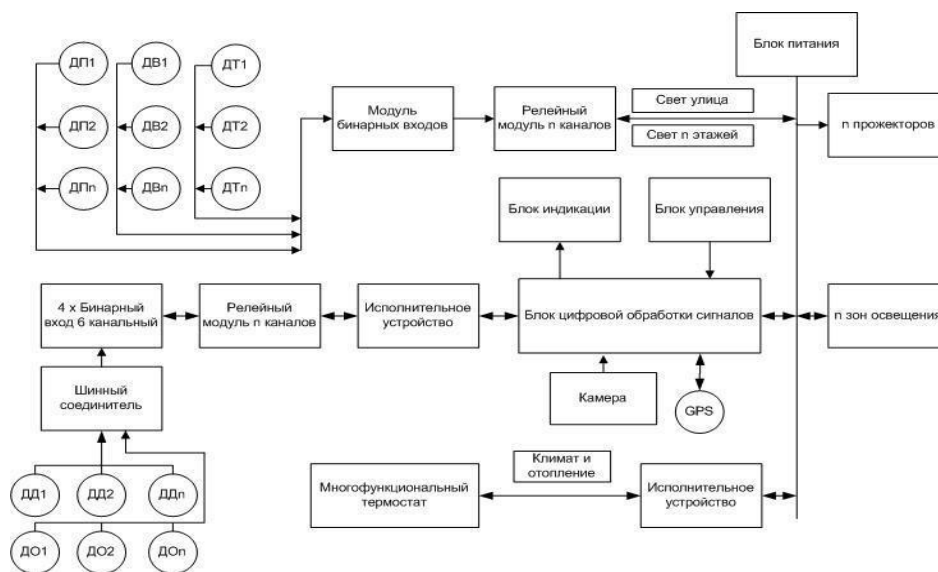 Блок питания
ДП1
ДВ1
ДТ1
ДП2
ДВ2
ДТ2
ДПn
ДВn
ДТn
Модуль
бинарных входов
Релейный
модуль n каналов
Свет улица
Свет n этажей
n прожекторов
Блок индикации
Блок управления
4 x Бинарный
вход 6 канальный
Релейный
модуль n каналов
Исполнительное
устройство
Блок цифровой обработки сигналов
n зон освещения
Шинный
соединитель
Камера
GPS
ДД1
ДД2
ДДn
ДО1
ДО2
ДОn
Многофункциональный
термостат
Климат и
отопление
Исполнительное
устройство